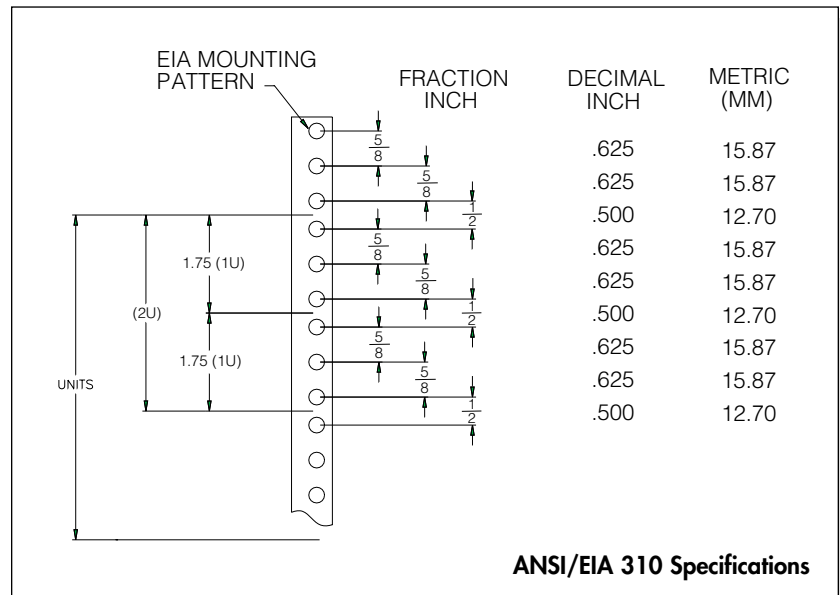 EIA MOUNTING
PATTERN
FRACTION
INCH
DECIMAL
INCH
METRIC
(MM)
5/8 .625 15.87
5/8 .625 15.87
1/2 .500 12.70
5/8 .625 15.87
1.75 (1U)
5/8 .625 15.87
(2U)
1/2 .500 12.70
5/8 .625 15.87
1.75 (1U)
5/8 .625 15.87
UNITS
1/2 .500 12.70
ANSI/EIA 310 Specifications